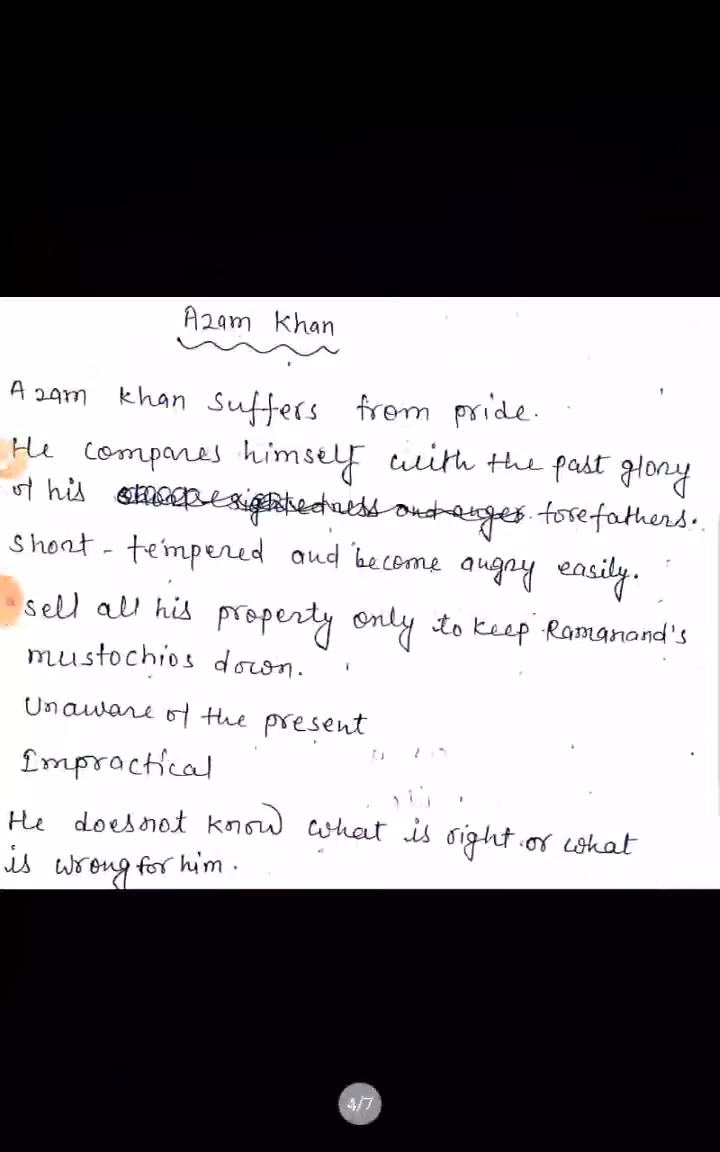 Azam Khan
Azam khan suffers from pride.
He compares himself with the past glory
of his forefathers.
short-tempered and become angry easily.
sell all his property only to keep Ramanand's
mustochios down.
Unaware of the present
Impractical
He doesnot know what is right or what
is wrong for him.
4/7